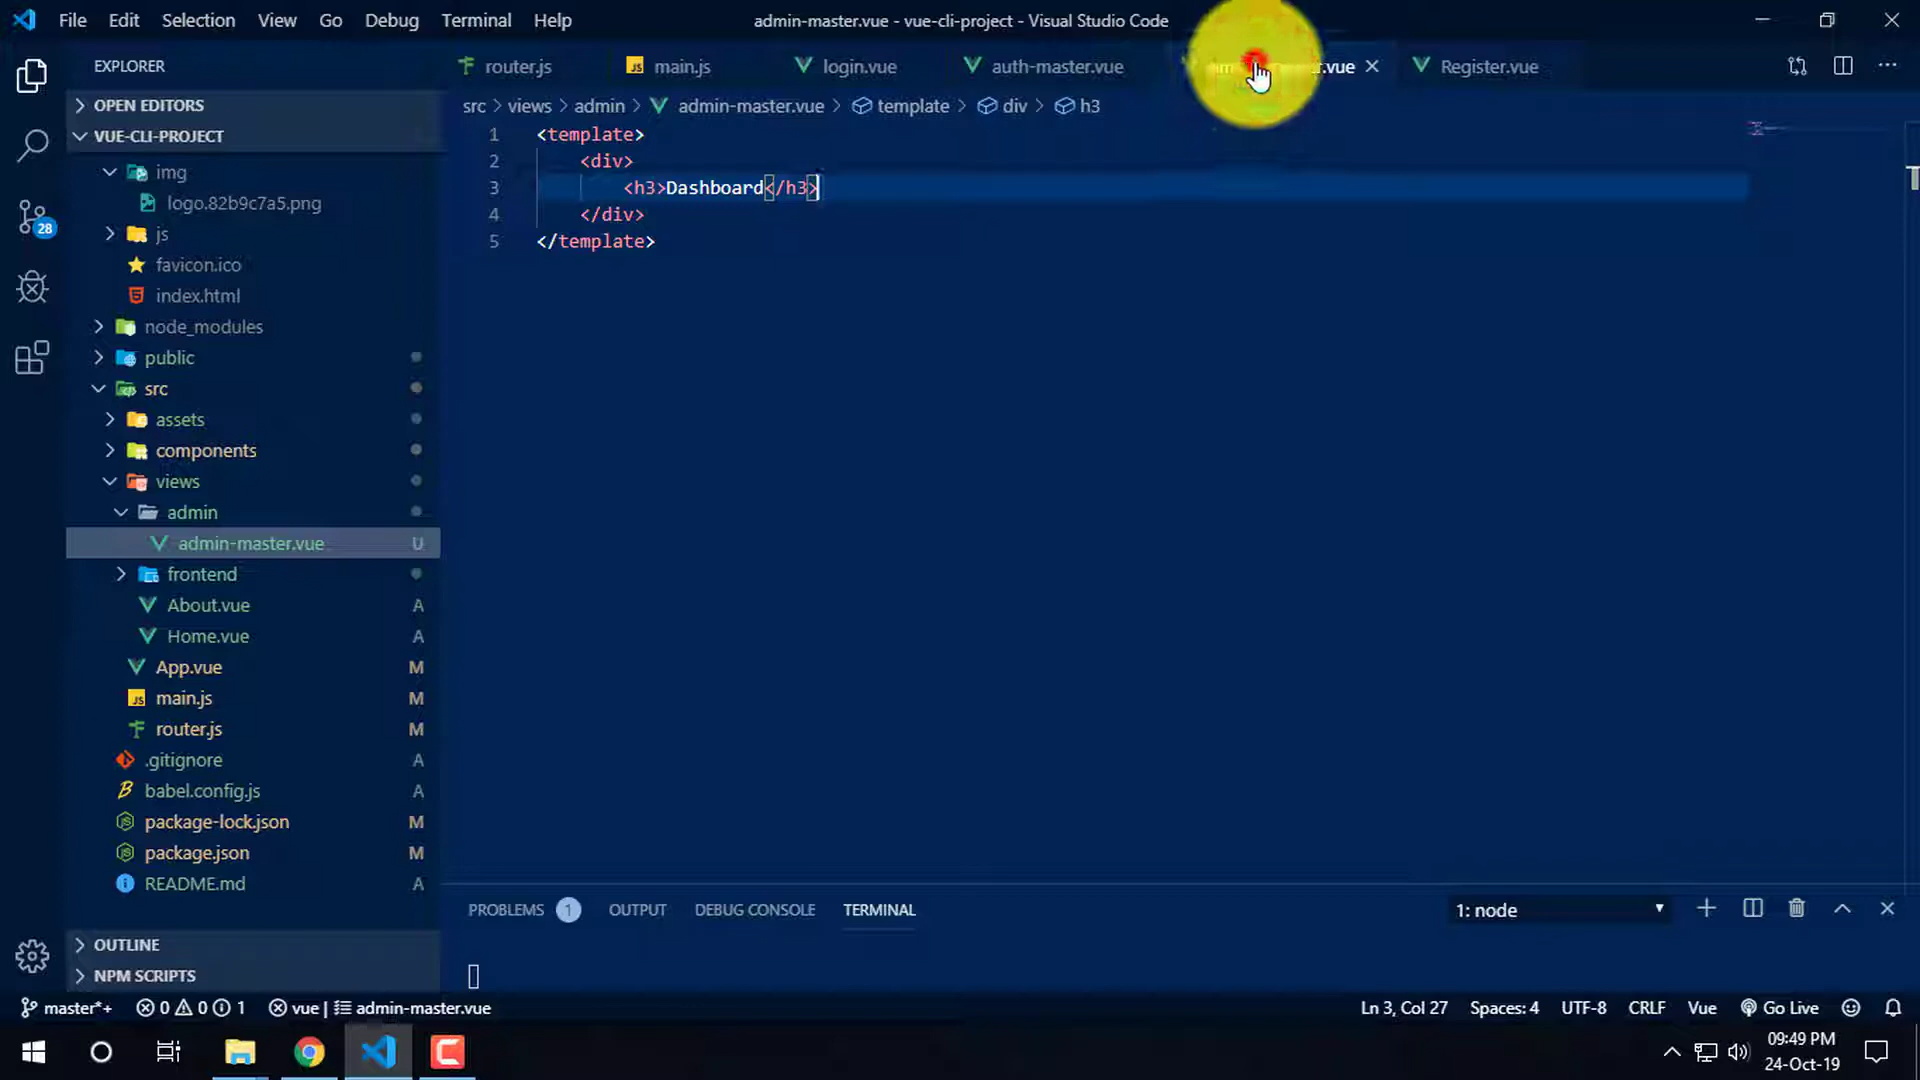 File Edit Selection View Go Debug Terminal Help
admin-master.vue - vue-cli-project - Visual Studio Code
EXPLORER
OPEN EDITORS
VUE-CLI-PROJECT
img
logo.82b9c7a5.png
js
favicon.ico
index.html
node_modules
public
src
assets
components
views
admin
admin-master.vue U
frontend
About.vue A
Home.vue A
App.vue M
main.js M
router.js M
.gitignore A
babel.config.js A
package-lock.json M
package.json M
README.md A
OUTLINE
NPM SCRIPTS
28
router.js main.js login.vue auth-master.vue .vue Register.vue
src > views > admin > admin-master.vue > template > div > h3
1 <template>
2 <div>
3 <h3>Dashboard</h3>
4 </div>
5 </template>
PROBLEMS 1 OUTPUT DEBUG CONSOLE TERMINAL
1: node
master*+ 0 0 1 vue | admin-master.vue
Ln 3, Col 27 Spaces: 4 UTF-8 CRLF Vue Go Live
09:49 PM
24-Oct-19